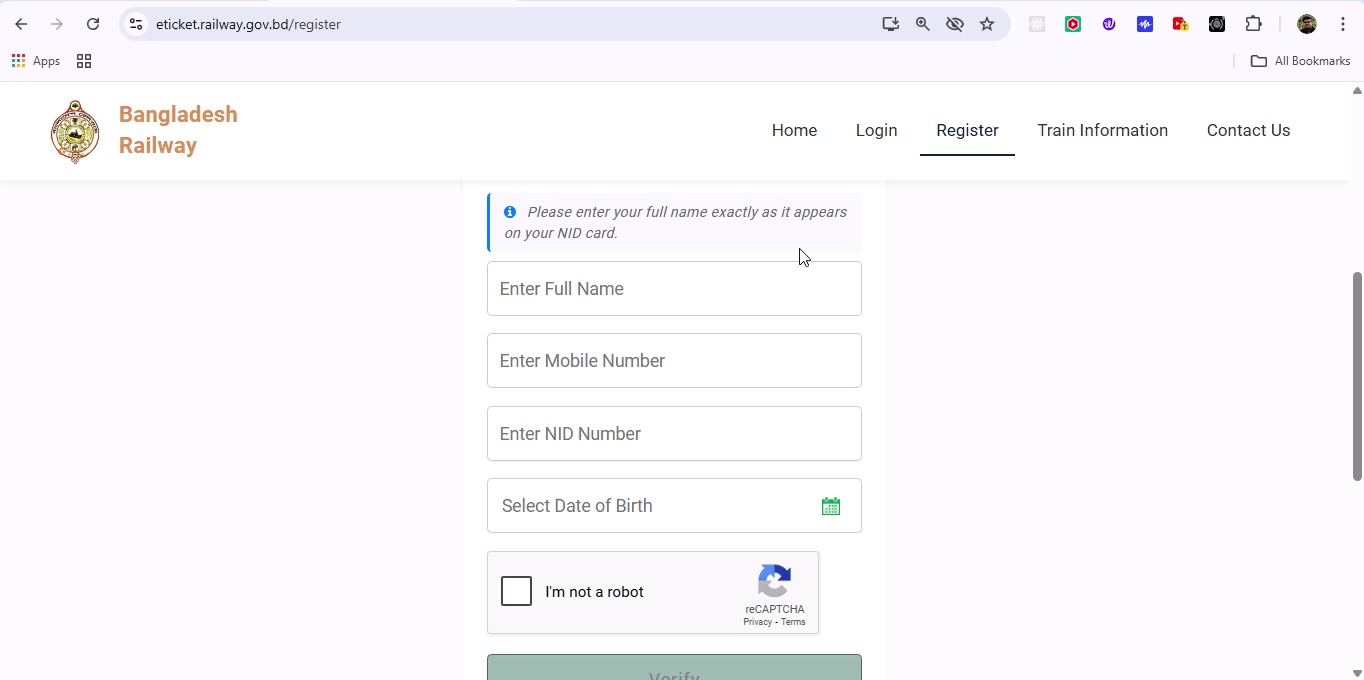 eticket.railway.gov.bd/register
Apps
All Bookmarks
Bangladesh
Railway
Home
Login
Register
Train Information
Contact Us
Please enter your full name exactly as it appears
on your NID card.
Enter Full Name
Enter Mobile Number
Enter NID Number
Select Date of Birth
I'm not a robot
reCAPTCHA
Privacy - Terms
Verify